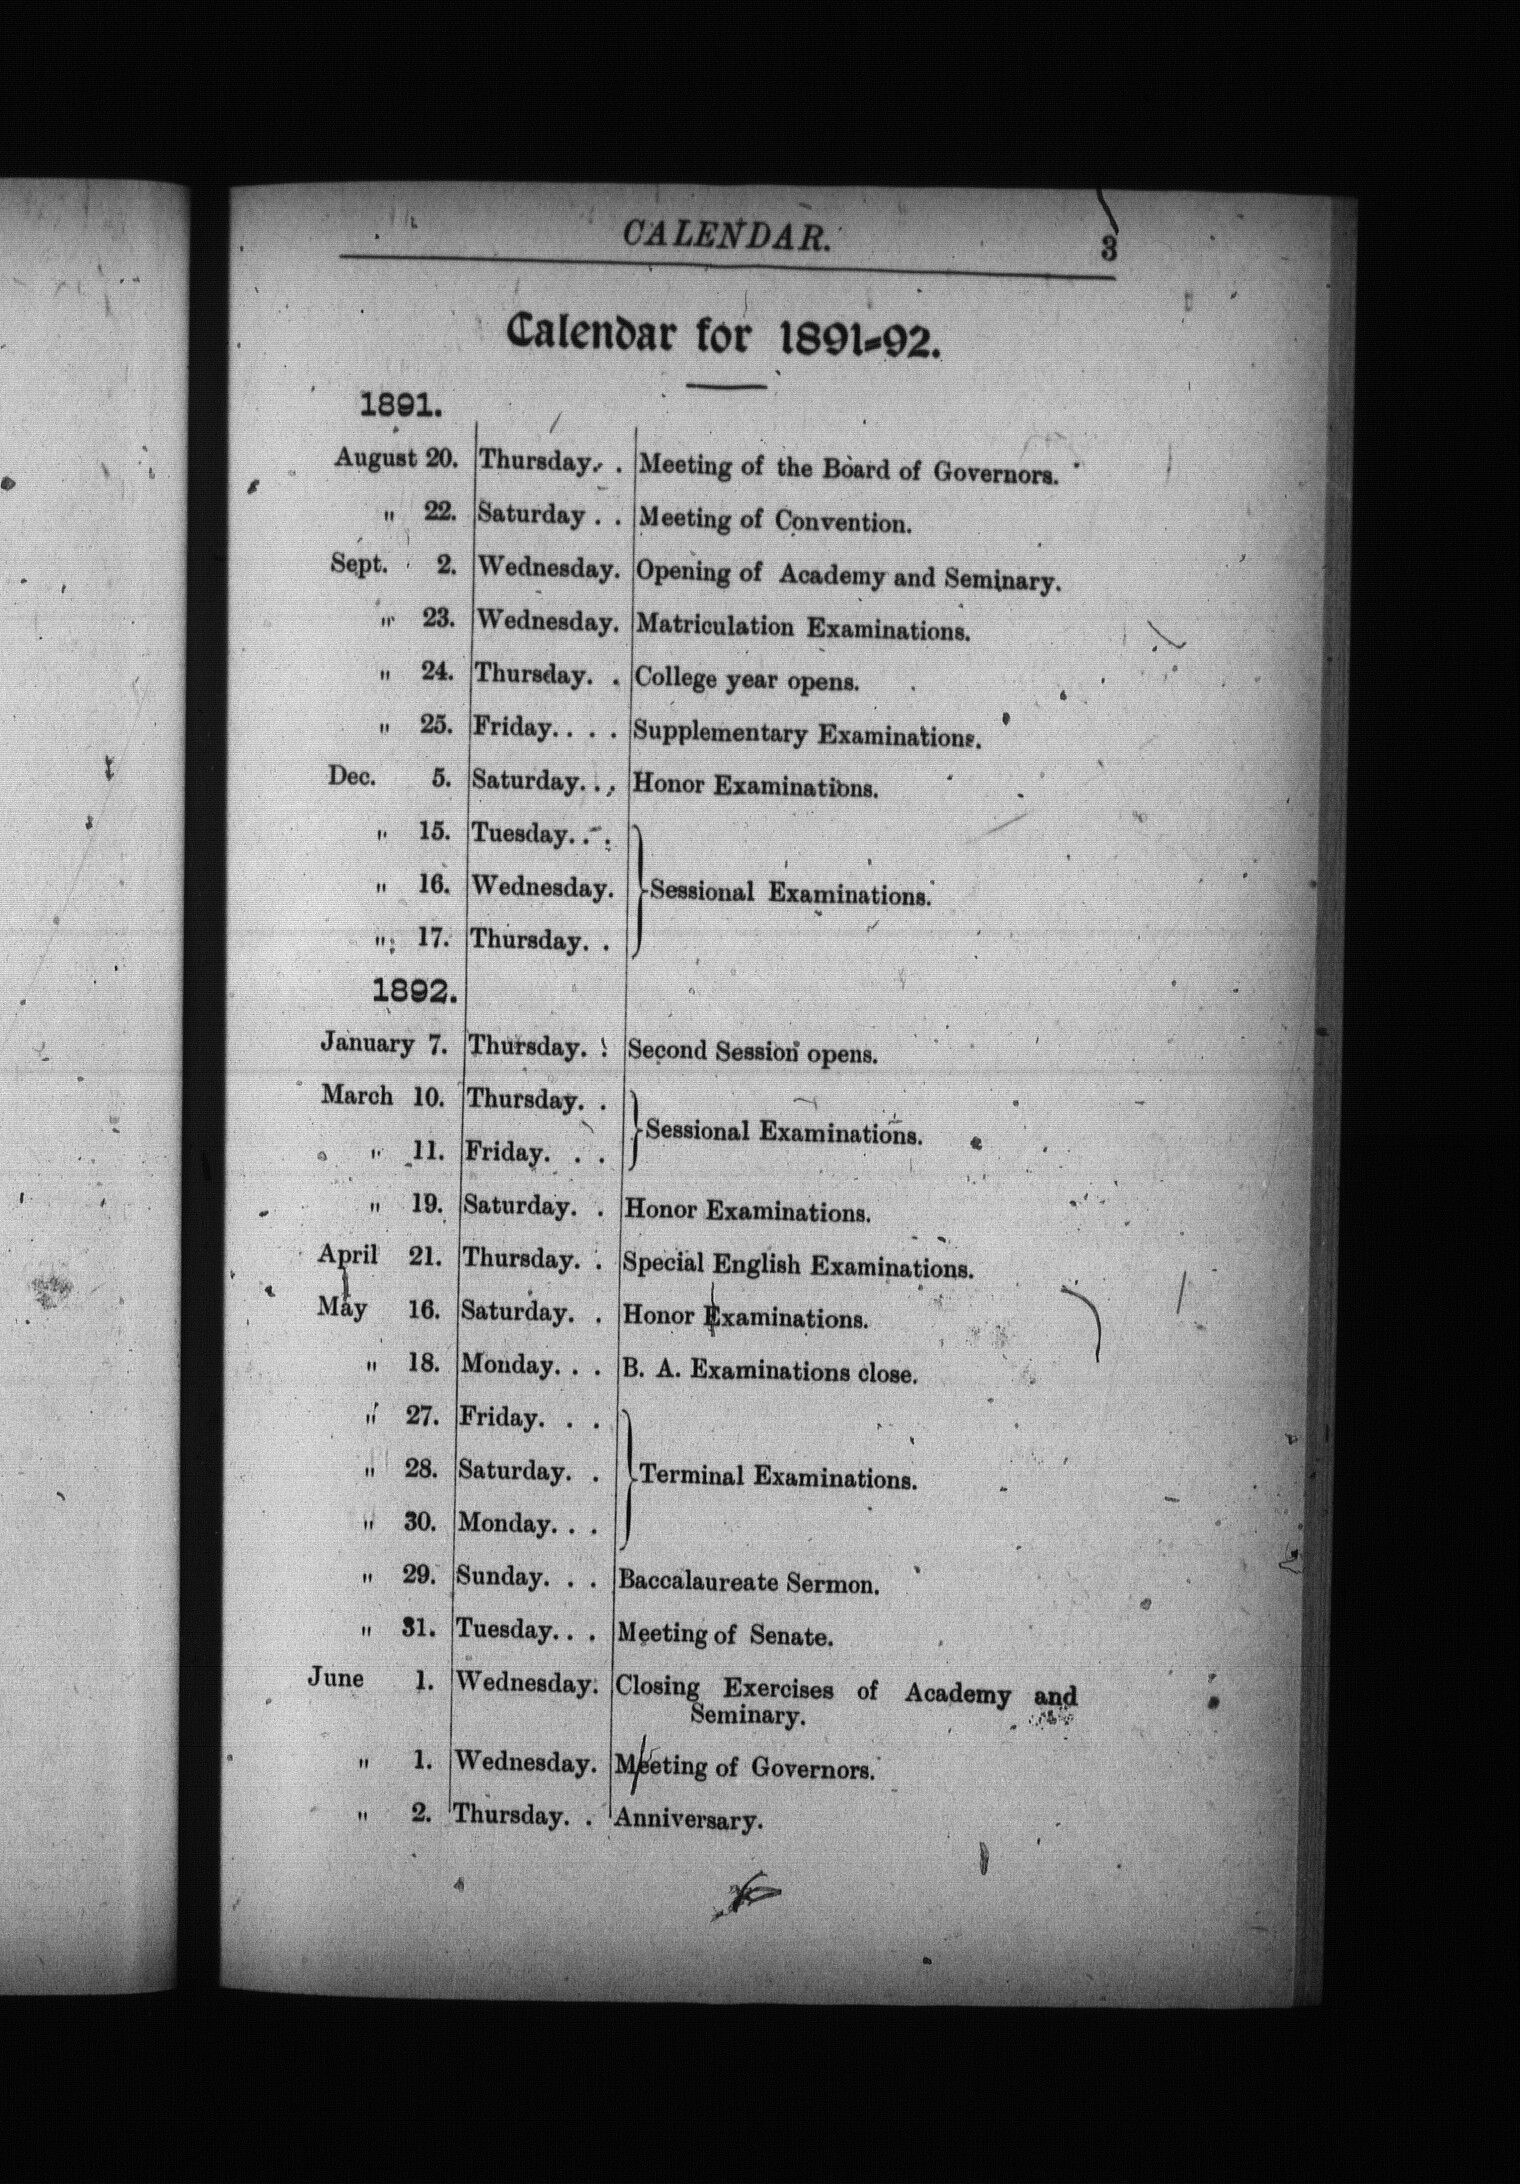 CALENDAR. 3
Calendar for 1891-92.
1891.
August 20. Thursday. . Meeting of the Board of Governors.
" 22. Saturday . . Meeting of Convention.
Sept. 2. Wednesday. Opening of Academy and Seminary.
" 23. Wednesday. Matriculation Examinations.
" 24. Thursday. . College year opens.
" 25. Friday. . . . Supplementary Examinations.
Dec. 5. Saturday. . . Honor Examinations.
" 15. Tuesday. . .
" 16. Wednesday. Sessional Examinations.
" 17. Thursday. .
1892.
January 7. Thursday. . Second Session opens.
March 10. Thursday. .
Sessional Examinations.
" 11. Friday. . .
" 19. Saturday. . Honor Examinations.
April 21. Thursday. . Special English Examinations.
May 16. Saturday. . Honor Examinations.
" 18. Monday. . . B. A. Examinations close.
" 27. Friday. . .
" 28. Saturday. . Terminal Examinations.
" 30. Monday. . .
" 29. Sunday. . . Baccalaureate Sermon.
" 31. Tuesday. . . Meeting of Senate.
June 1. Wednesday. Closing Exercises of Academy and
Seminary.
" 1. Wednesday. Meeting of Governors.
" 2. Thursday. . Anniversary.